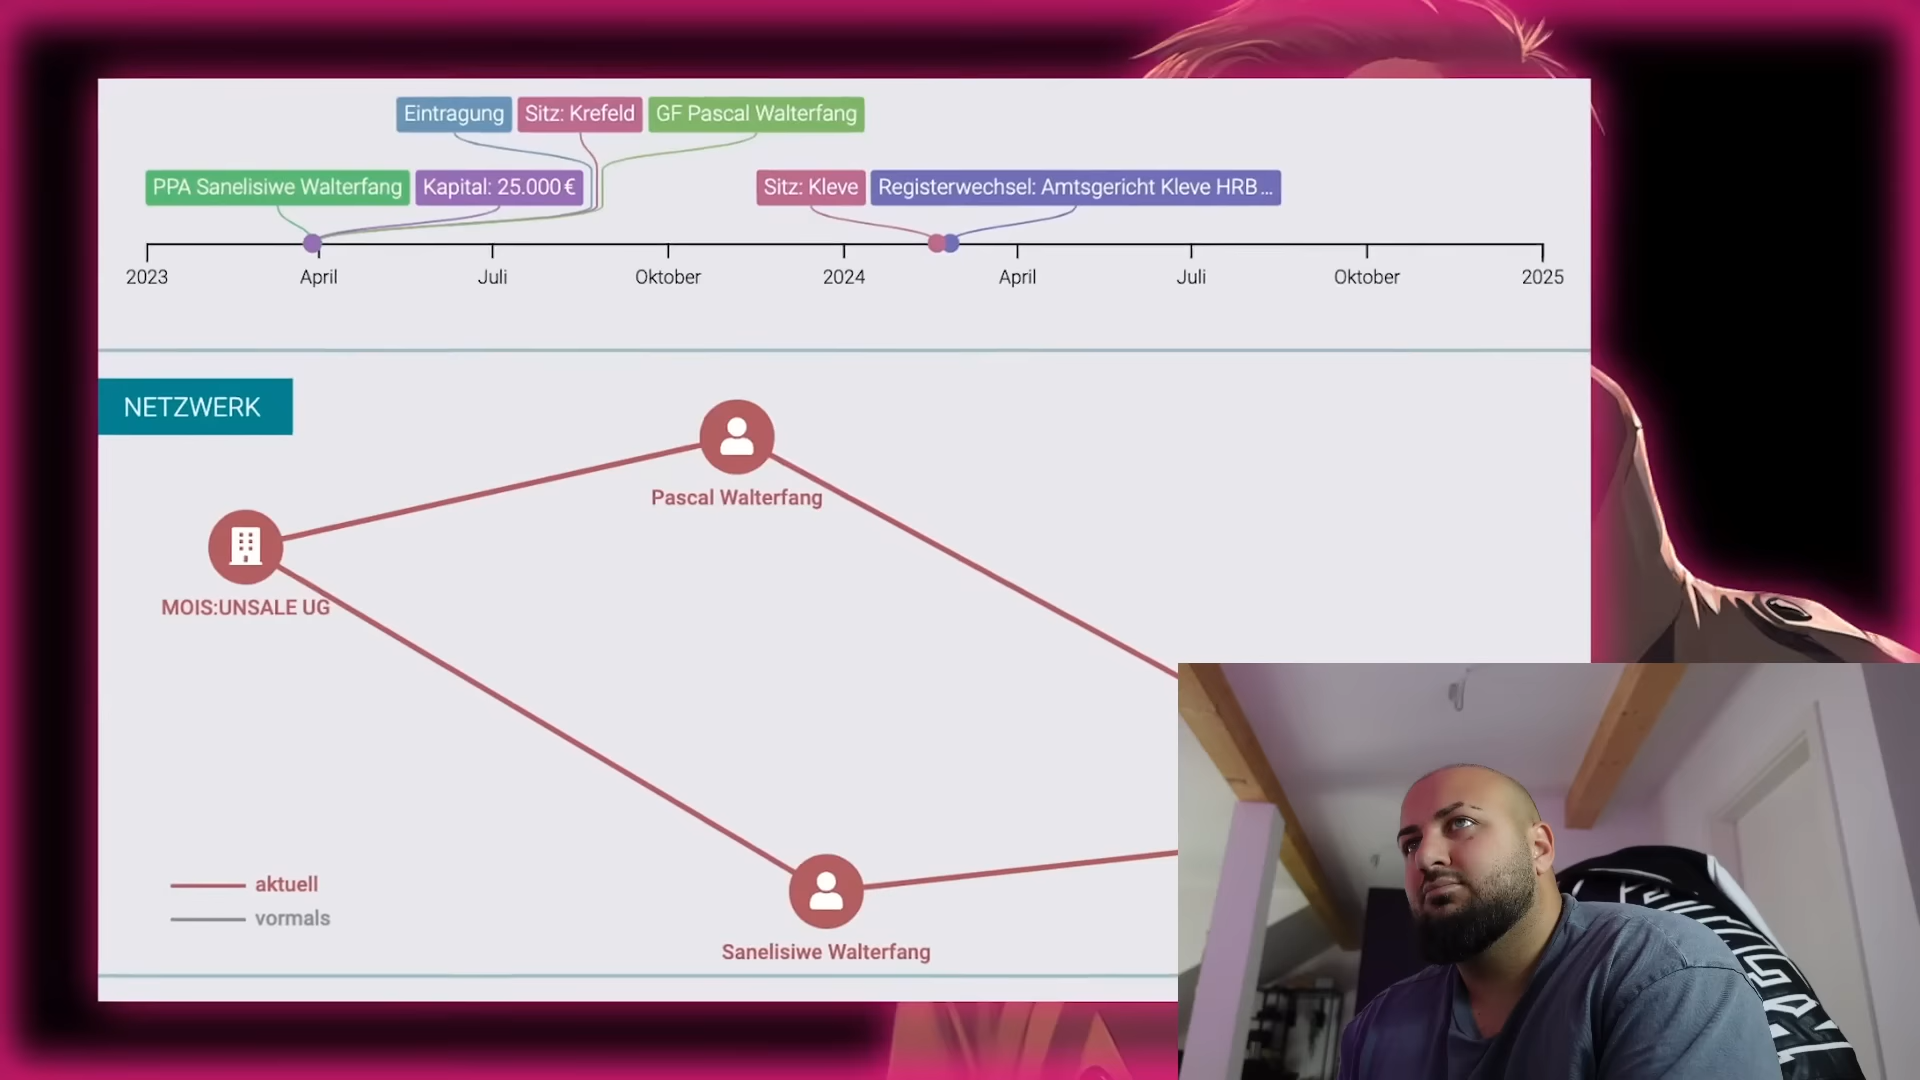 Eintragung Sitz: Krefeld GF Pascal Walterfang
PPA Sanelisiwe Walterfang Kapital: 25.000 € Sitz: Kleve Registerwechsel: Amtsgericht Kleve HRB ...
2023 April Juli Oktober 2024 April Juli Oktober 2025
NETZWERK
Pascal Walterfang
MOIS:UNSALE UG
aktuell
vormals
Sanelisiwe Walterfang